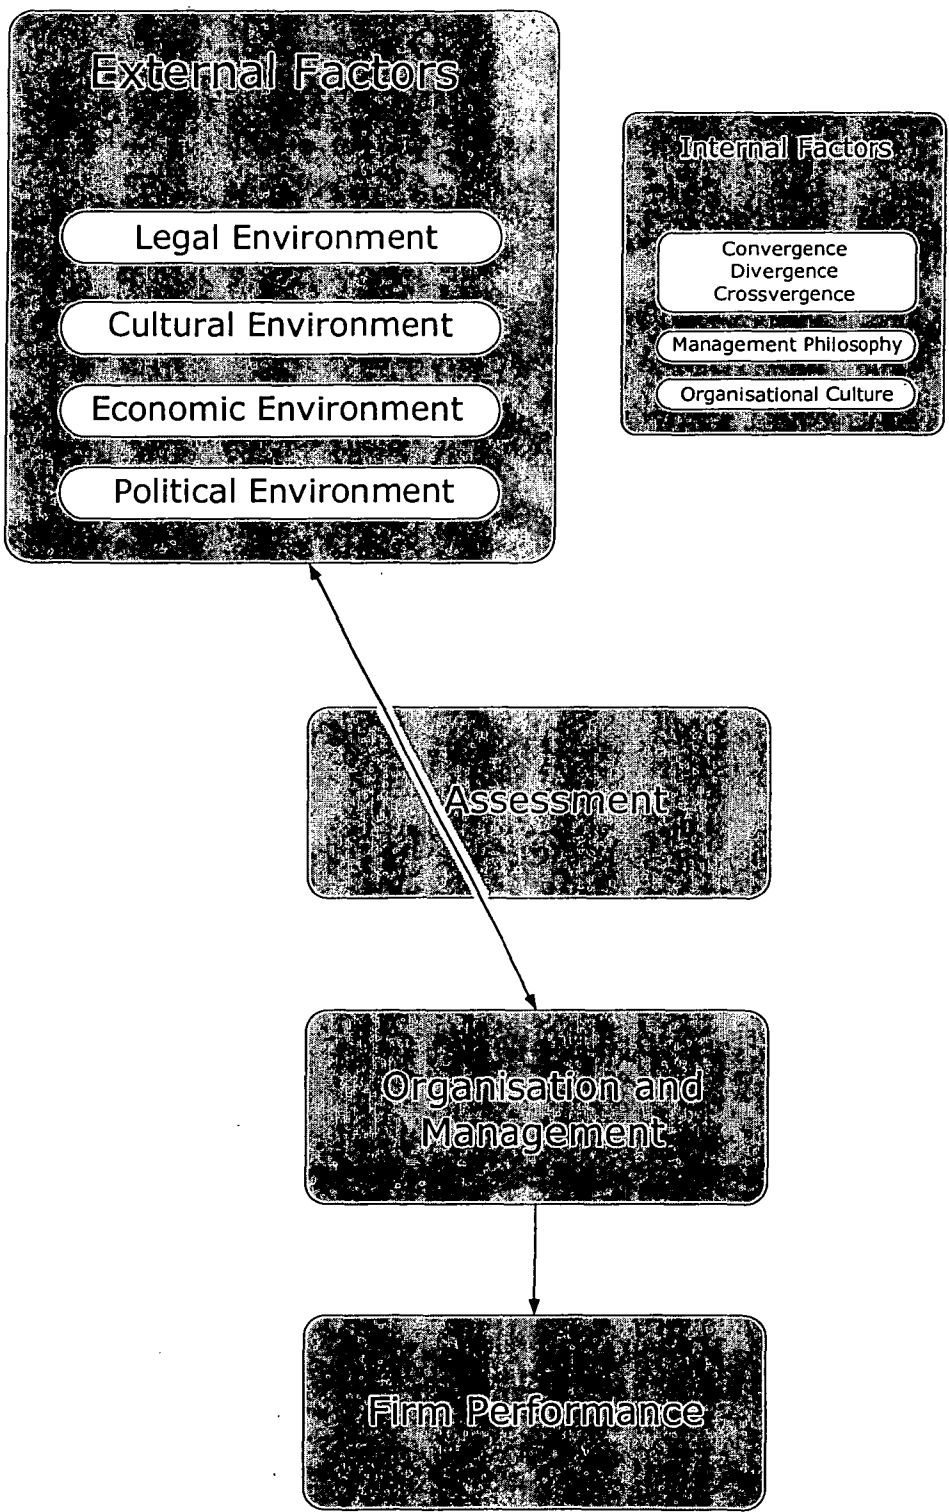 External Factors
Legal Environment
Cultural Environment
Economic Environment
Political Environment
Internal Factors
Convergence
Divergence
Crossvergence
Management Philosophy
Organisational Culture
Assessment
Organisation and
Management
Firm Performance